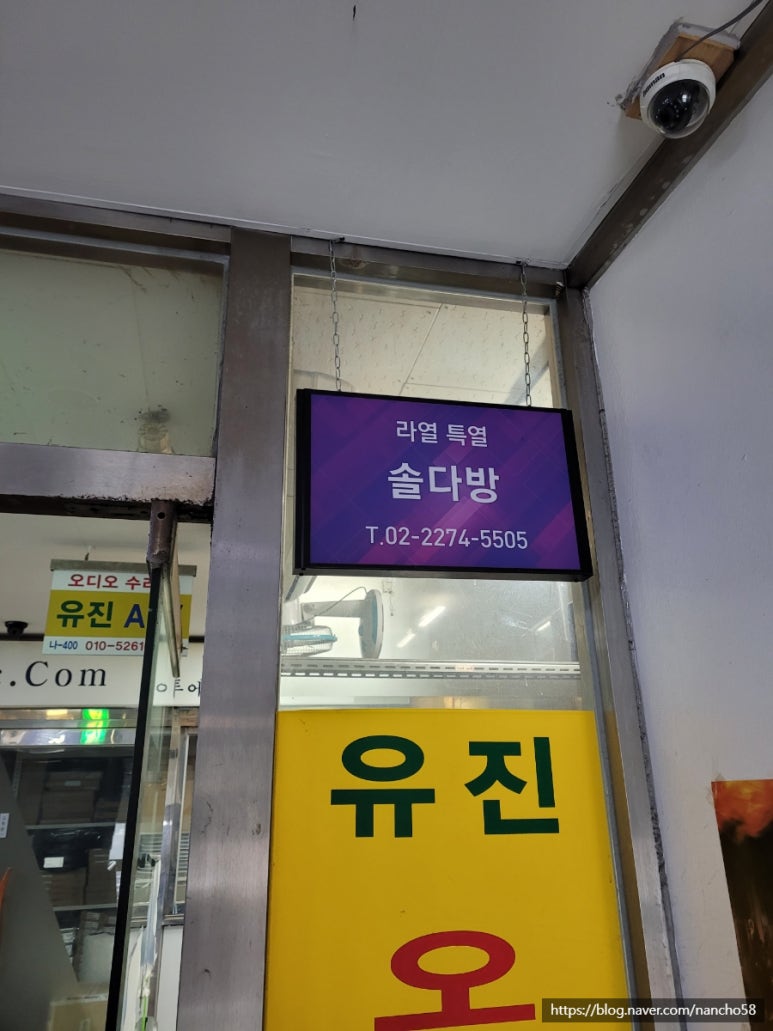 라열 특열
솔다방
T.02-2274-5505
오디오 수리
유진 A
나-400 010-5261
.Com
유진
오
https://blog.naver.com/nancho58